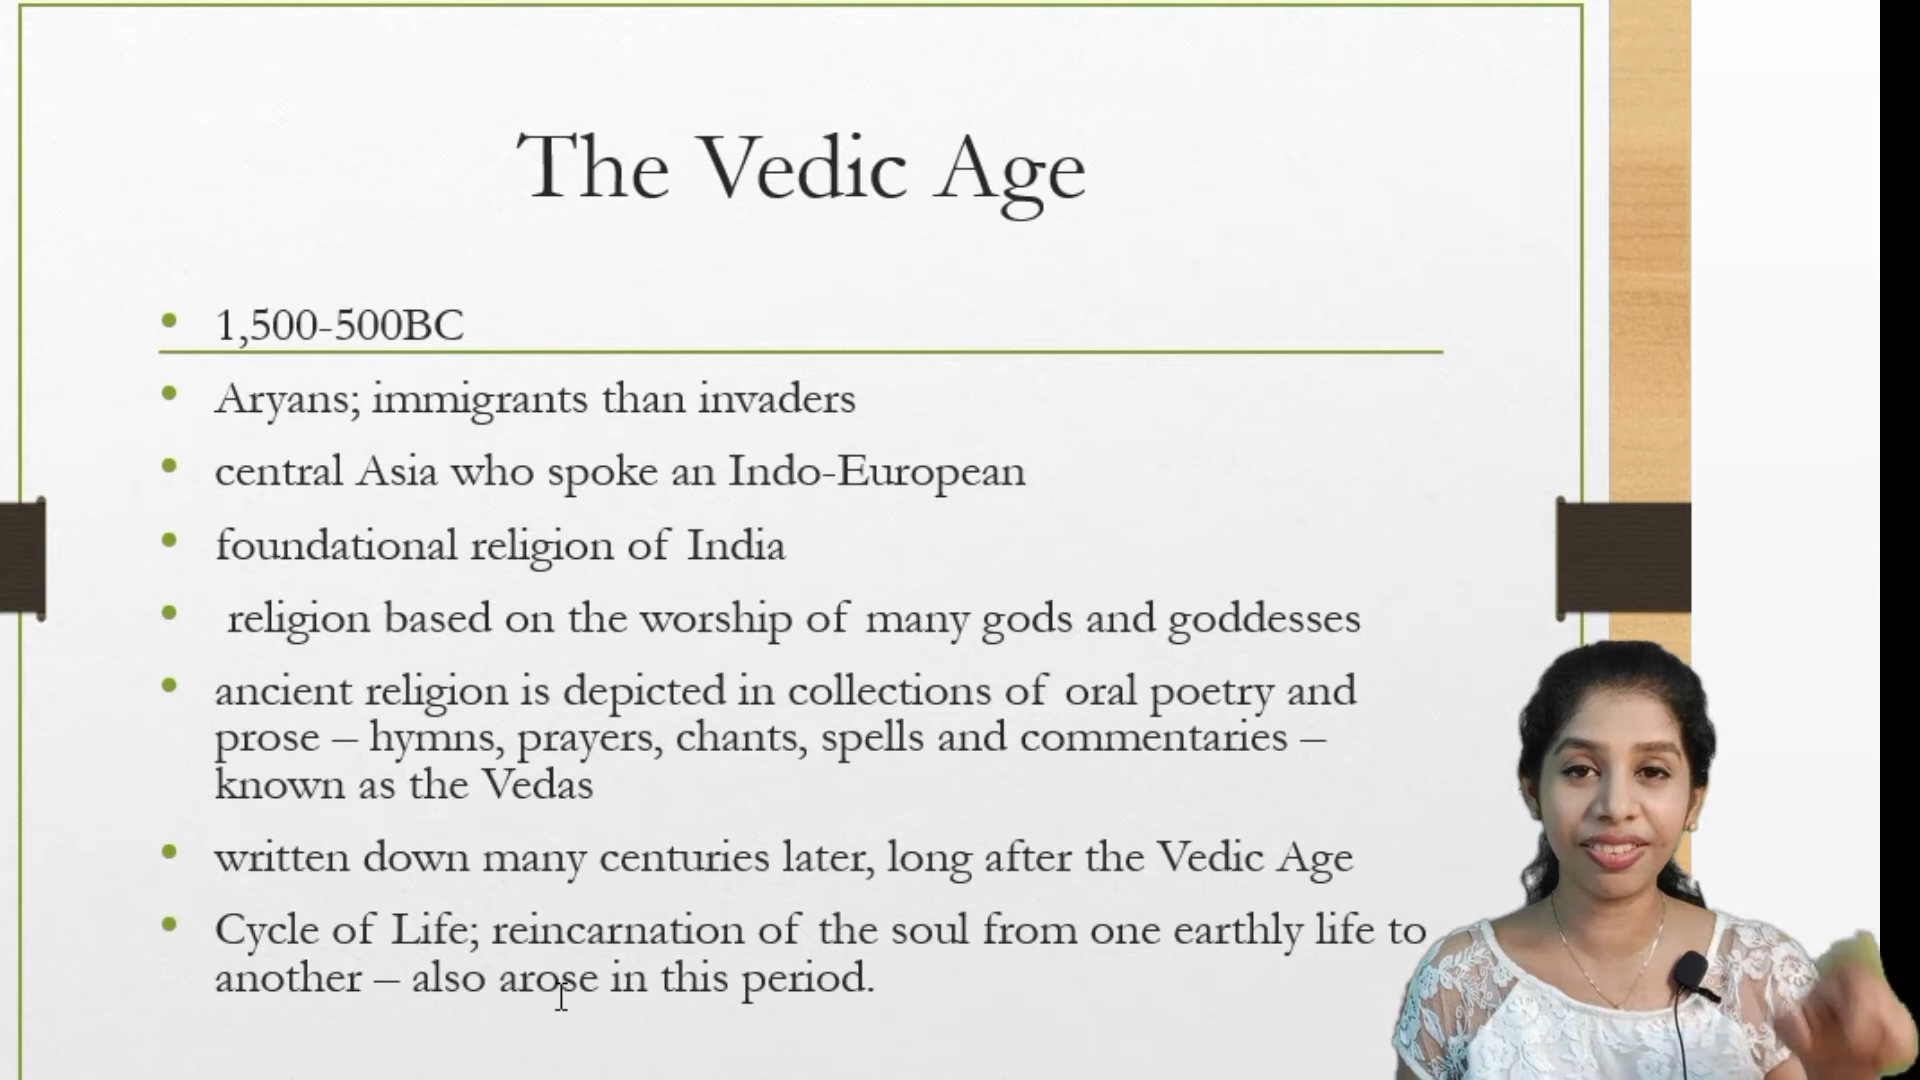 The Vedic Age
• 1,500-500BC
• Aryans; immigrants than invaders
• central Asia who spoke an Indo-European
• foundational religion of India
• religion based on the worship of many gods and goddesses
• ancient religion is depicted in collections of oral poetry and
prose – hymns, prayers, chants, spells and commentaries –
known as the Vedas
• written down many centuries later, long after the Vedic Age
• Cycle of Life; reincarnation of the soul from one earthly life to
another – also arose in this period.